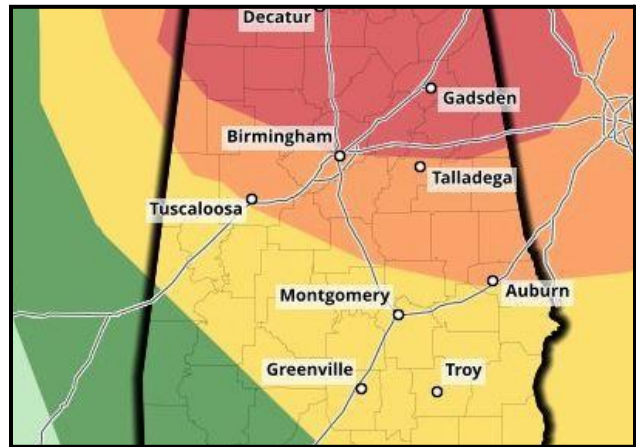 Decatur
Gadsden
Birmingham
Talladega
Tuscaloosa
Auburn
Montgomery
Greenville
Troy